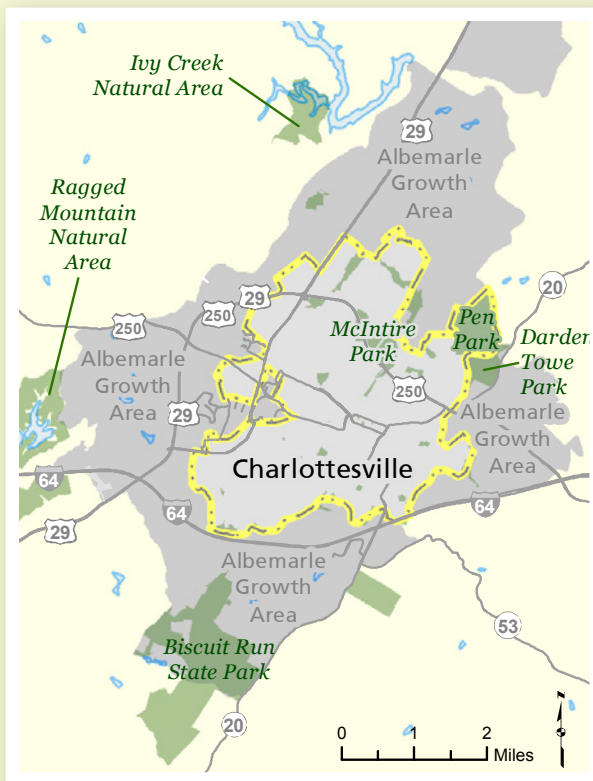 Ivy Creek
Natural Area
29
Albemarle
Growth
Area
Ragged
Mountain
Natural
Area
20
29
250
250
McIntire
Park
Pen
Park
Darden
Towe
Park
Albemarle
Growth
Area
250
29
Albemarle
Growth
Area
Charlottesville
64
64
64
29
Albemarle
Growth
Area
53
Biscuit Run
State Park
20
N
0 1 2
Miles